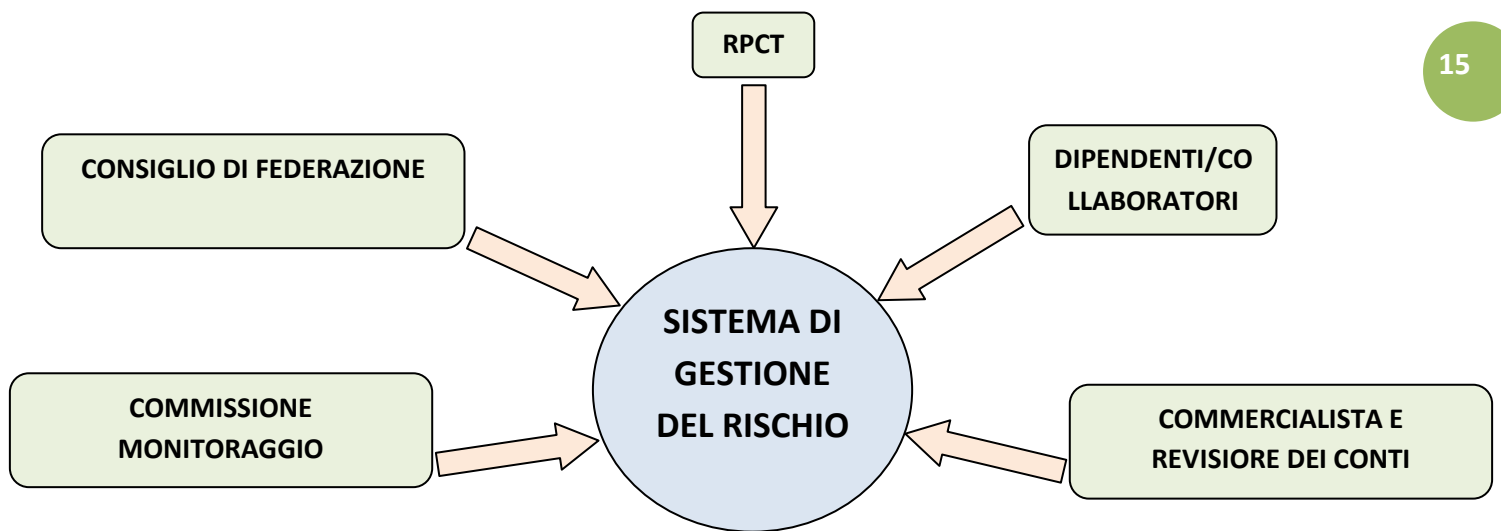 RPCT
15
CONSIGLIO DI FEDERAZIONE
DIPENDENTI/CO
LLABORATORI
SISTEMA DI
GESTIONE
DEL RISCHIO
COMMISSIONE
MONITORAGGIO
COMMERCIALISTA E
REVISIORE DEI CONTI